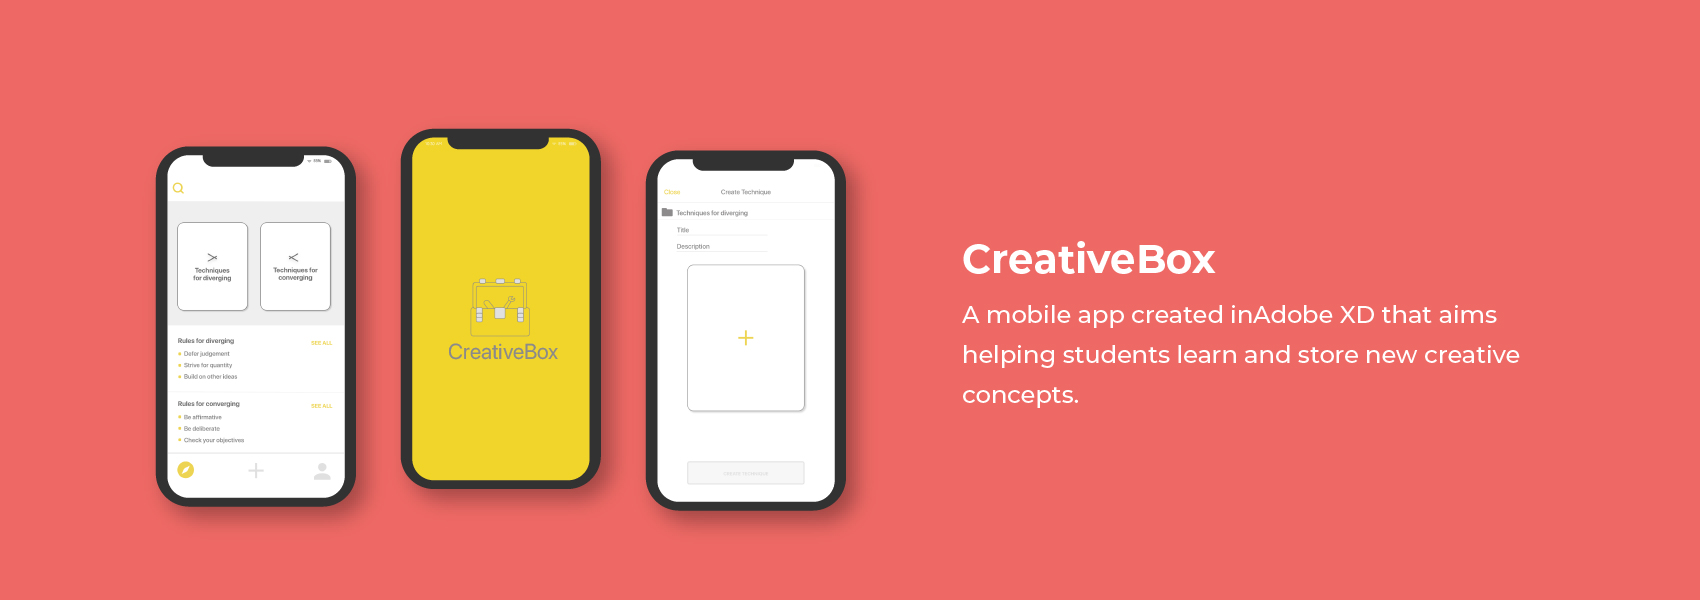 Techniques
for diverging
Techniques for
converging
Rules for diverging
SEE ALL
Defer judgement
Strive for quantity
Build on other ideas
Rules for converging
SEE ALL
Be affirmative
Be deliberate
Check your objectives
CreativeBox
Close
Create Technique
Techniques for diverging
Title
Description
CREATE TECHNIQUE
CreativeBox
A mobile app created inAdobe XD that aims
helping students learn and store new creative
concepts.